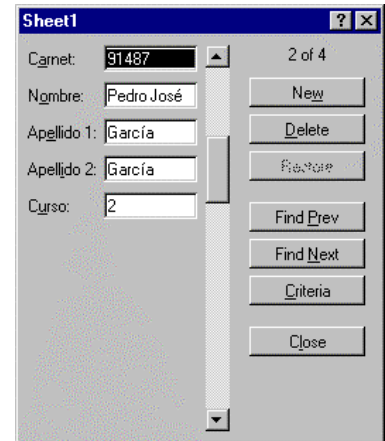 Sheet1
Carnet: 91487
Nombre: Pedro José
Apellido 1: García
Apellido 2: García
Curso: 2
2 of 4
New
Delete
Restore
Find Prev
Find Next
Criteria
Close